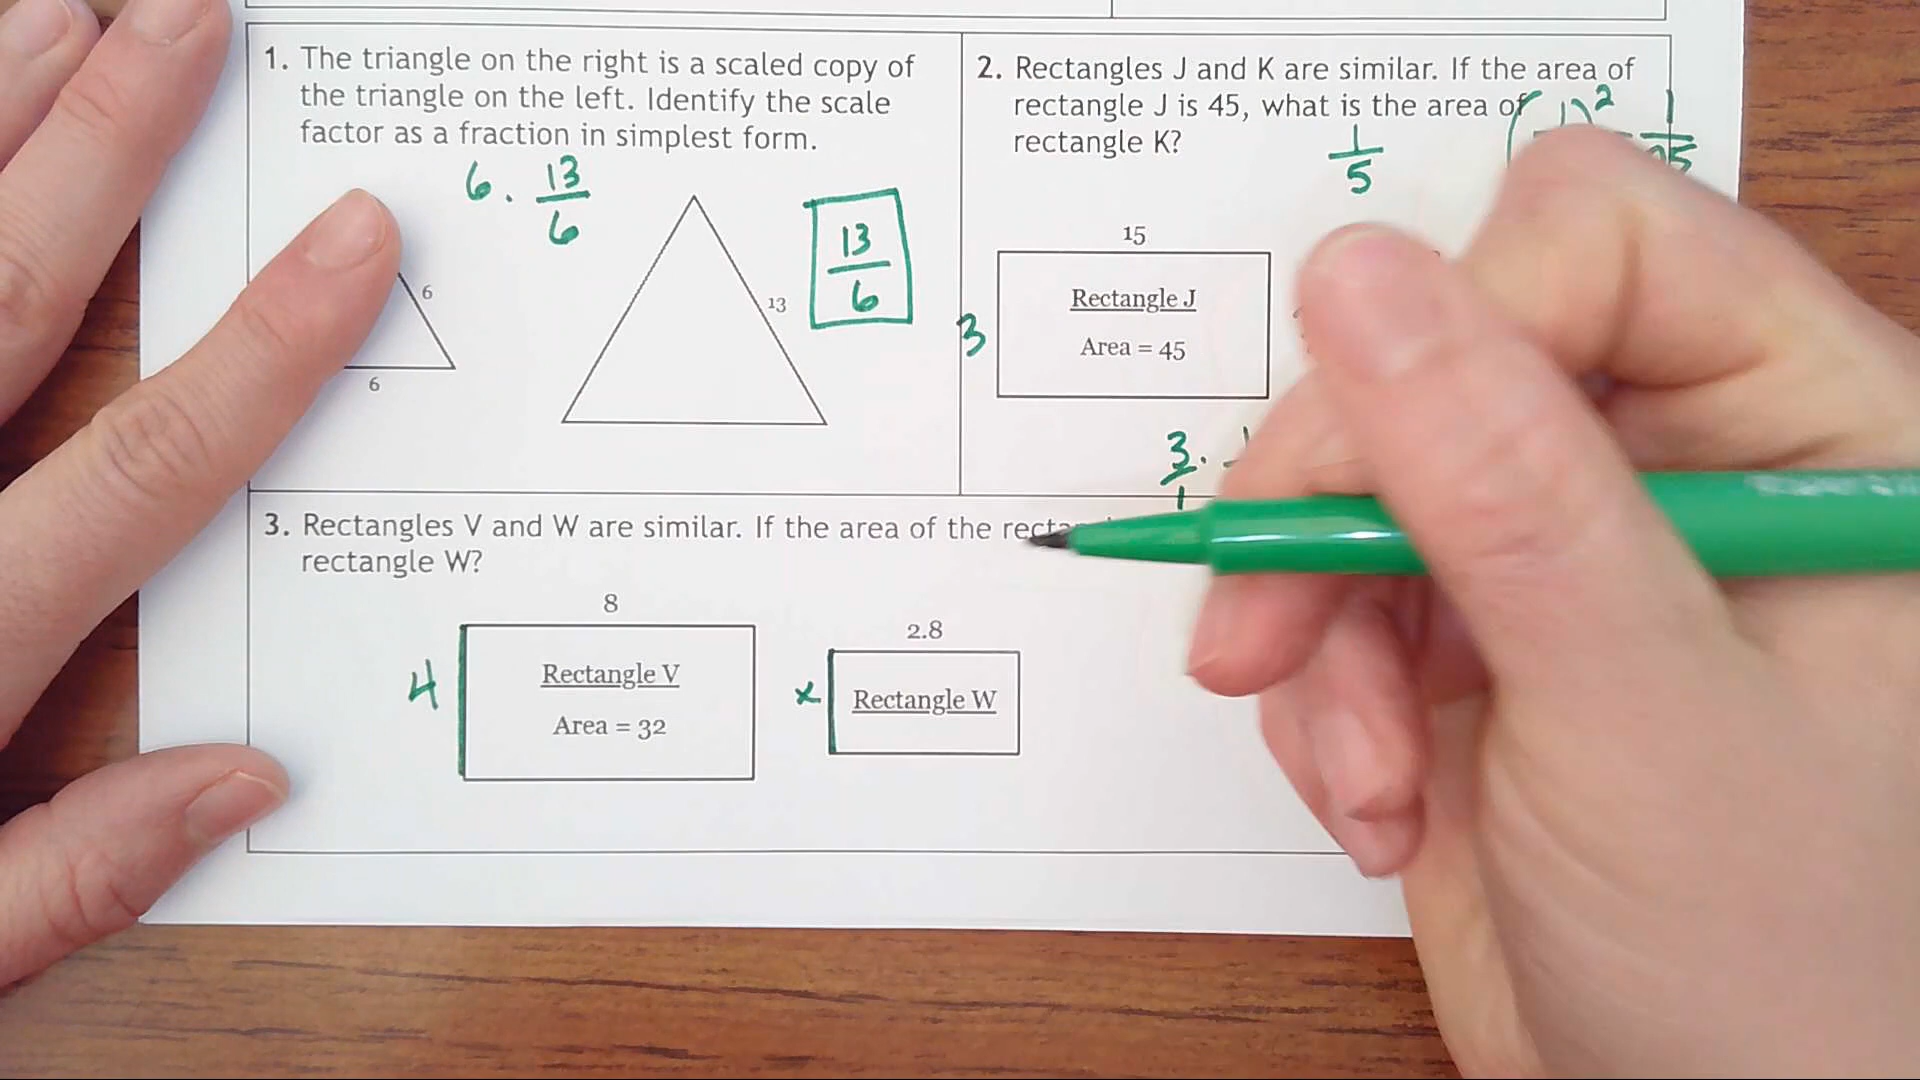 1. The triangle on the right is a scaled copy of
the triangle on the left. Identify the scale
factor as a fraction in simplest form.
6 . 13/6
13/6
6
6
13
2. Rectangles J and K are similar. If the area of
rectangle J is 45, what is the area of
rectangle K?
1/5
15
3
Rectangle J
Area = 45
3/1 .
3. Rectangles V and W are similar. If the area of the
rectangle W?
8
4
Rectangle V
Area = 32
2.8
x
Rectangle W